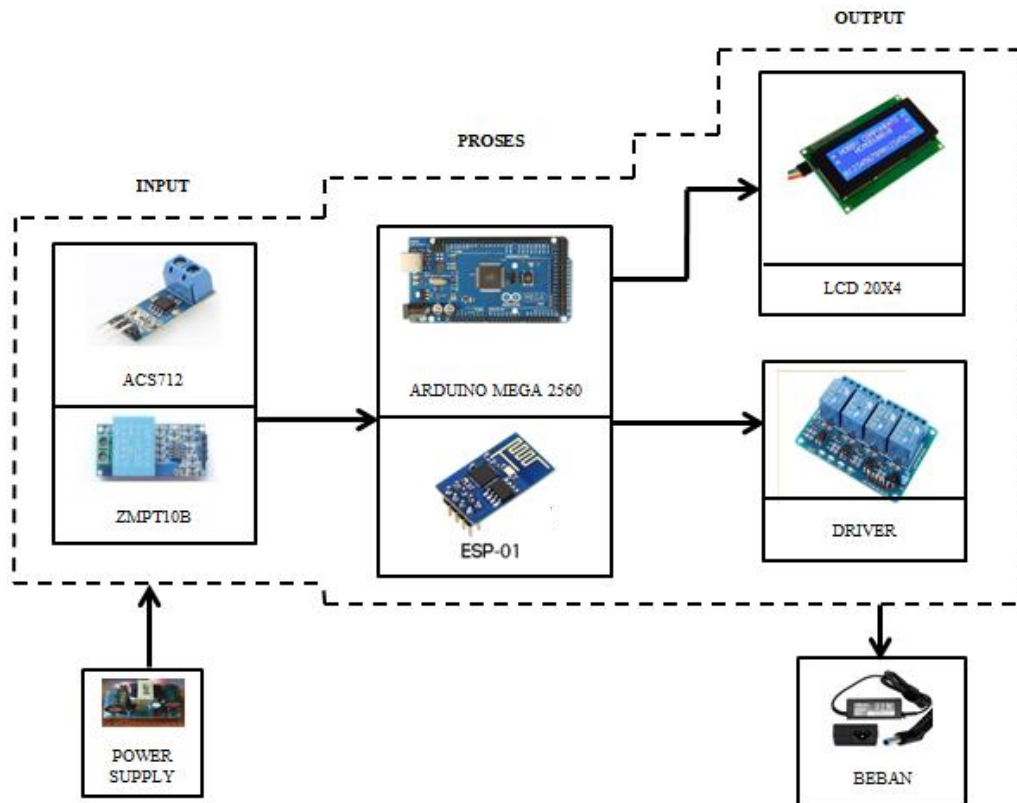 OUTPUT
PROSES
INPUT
LCD 20X4
ACS712
ARDUINO MEGA 2560
ZMPT10B
ESP-01
DRIVER
POWER
SUPPLY
BEBAN